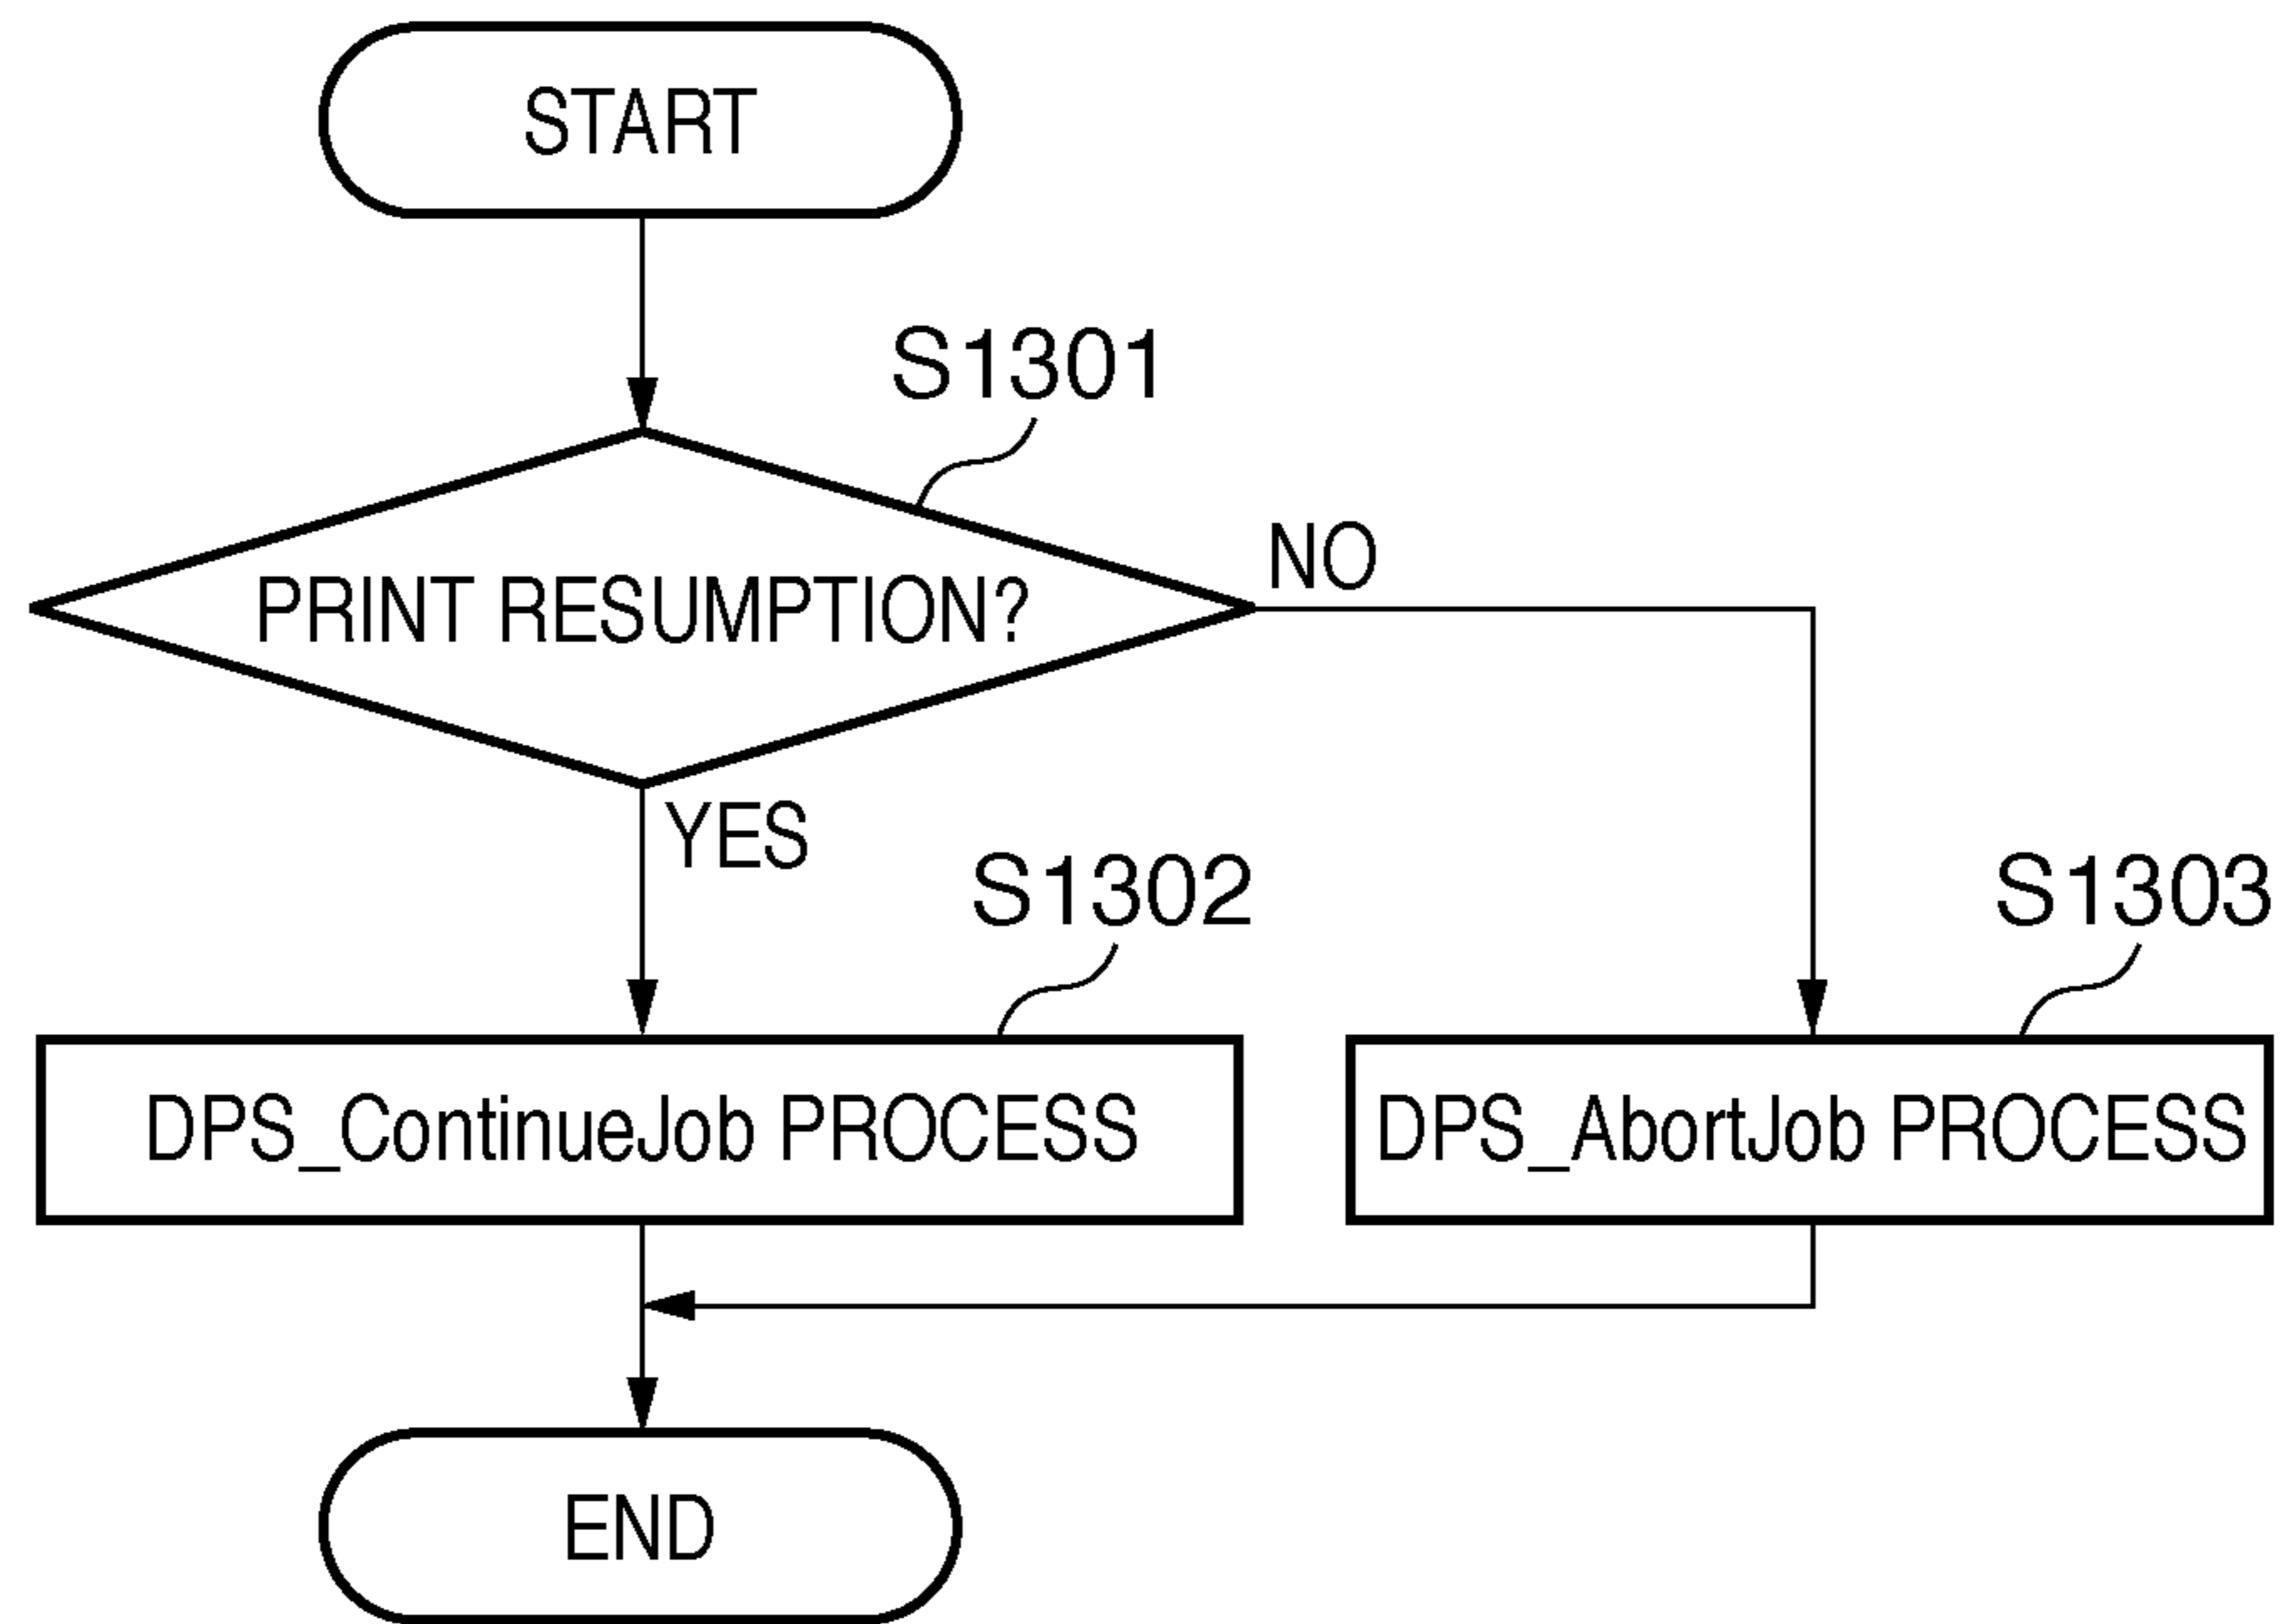 START
S1301
NO
PRINT RESUMPTION?
YES
S1302
S1303
DPS_ContinueJob PROCESS
DPS_AbortJob PROCESS
END